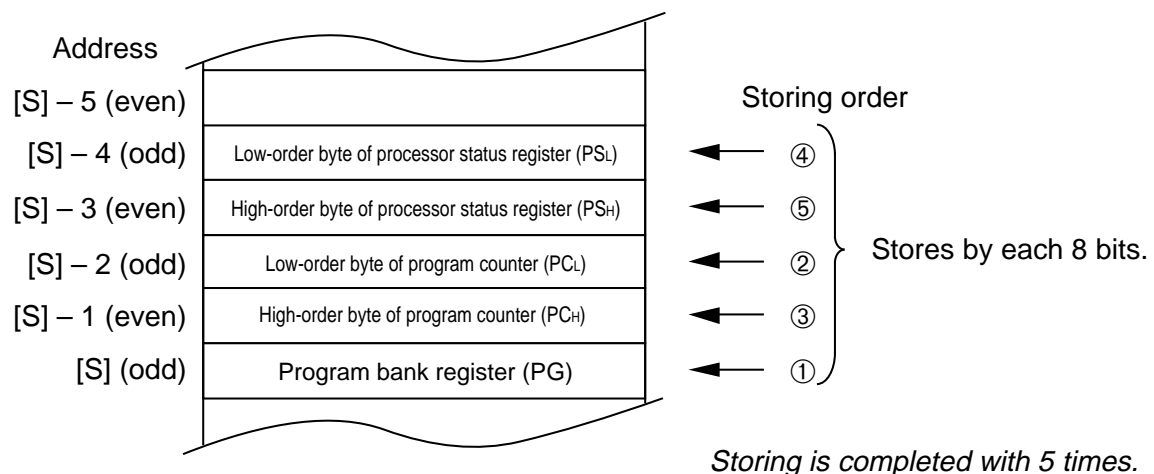 Address
[S] – 5 (even)
Storing order
[S] – 4 (odd) Low-order byte of processor status register (PSL) ④
[S] – 3 (even) High-order byte of processor status register (PSH) ⑤
[S] – 2 (odd) Low-order byte of program counter (PCL) ② Stores by each 8 bits.
[S] – 1 (even) High-order byte of program counter (PCH) ③
[S] (odd) Program bank register (PG) ①
Storing is completed with 5 times.